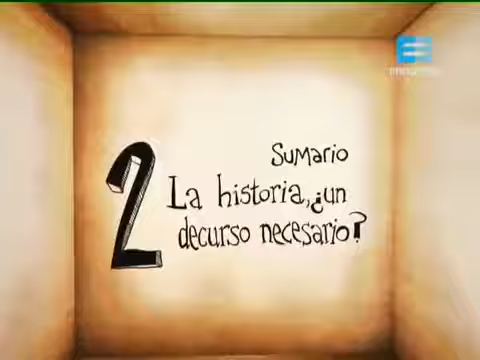 Sumario
2 La historia, ¿un
decurso necesario?